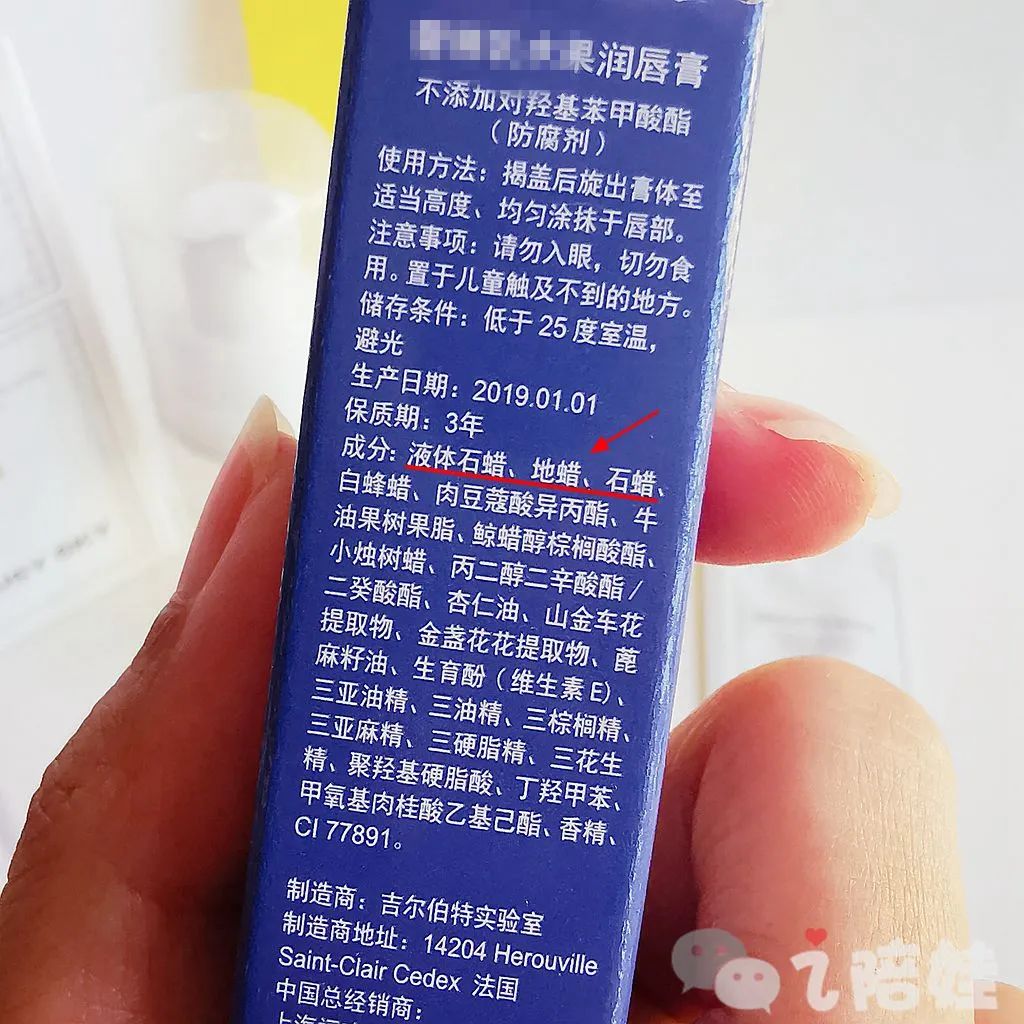 果润唇膏
不添加对羟基苯甲酸酯
（防腐剂）
使用方法：揭盖后旋出膏体至
适当高度、均匀涂抹于唇部。
注意事项：请勿入眼，切勿食
用。置于儿童触及不到的地方。
储存条件：低于 25 度室温，
避光
生产日期：2019.01.01
保质期：3年
成分：液体石蜡、地蜡、石蜡、
白蜂蜡、肉豆蔻酸异丙酯、牛
油果树果脂、鲸蜡醇棕榈酸酯、
小烛树蜡、丙二醇二辛酸酯/
二癸酸酯、杏仁油、山金车花
提取物、金盏花花提取物、蓖
麻籽油、生育酚（维生素 E）、
三亚油精、三油精、三棕榈精、
三亚麻精、三硬脂精、三花生
精、聚羟基硬脂酸、丁羟甲苯、
甲氧基肉桂酸乙基己酯、香精、
CI 77891。
制造商：吉尔伯特实验室
制造商地址：14204 Herouville
Saint-Clair Cedex 法国
中国总经销商：
i陪娃